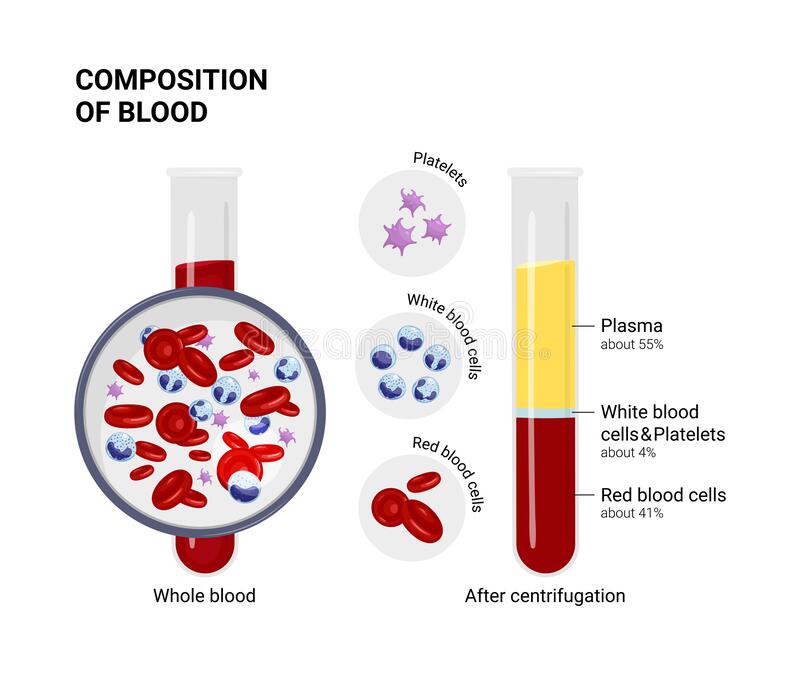 COMPOSITION
OF BLOOD
Platelets
White blood cells
Red blood cells
Plasma
about 55%
White blood
cells&Platelets
about 4%
Red blood cells
about 41%
Whole blood
After centrifugation
dreamstime